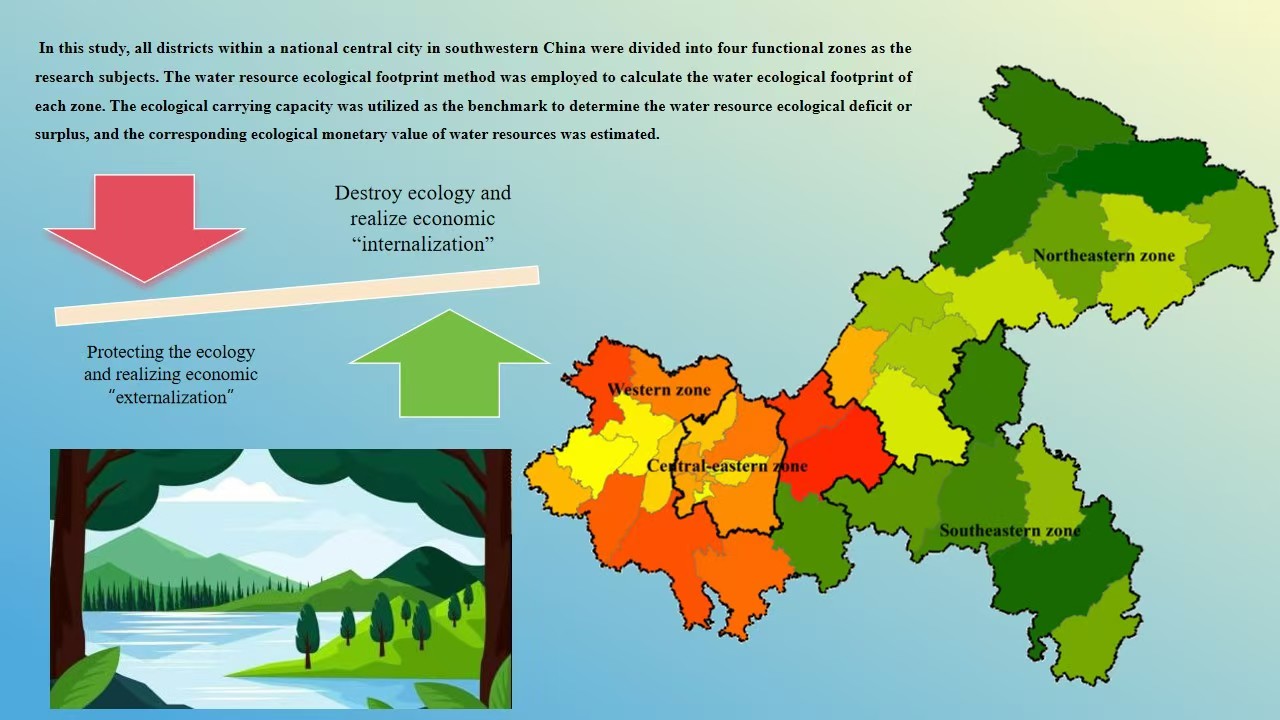 In this study, all districts within a national central city in southwestern China were divided into four functional zones as the
research subjects. The water resource ecological footprint method was employed to calculate the water ecological footprint of
each zone. The ecological carrying capacity was utilized as the benchmark to determine the water resource ecological deficit or
surplus, and the corresponding ecological monetary value of water resources was estimated.
Destroy ecology and
realize economic
“internalization”
Protecting the ecology
and realizing economic
“externalization”
Northeastern zone
Western zone
Central-eastern zone
Southeastern zone